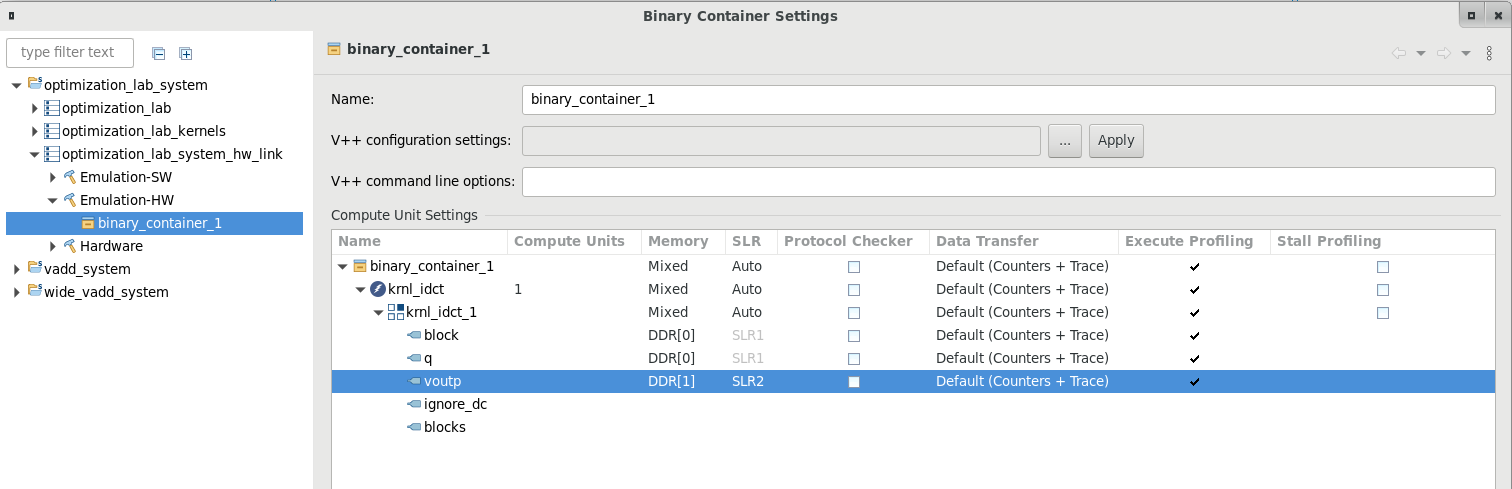 Binary Container Settings
type filter text
optimization_lab_system
optimization_lab
optimization_lab_kernels
optimization_lab_system_hw_link
Emulation-SW
Emulation-HW
binary_container_1
Hardware
vadd_system
wide_vadd_system
binary_container_1
Name: binary_container_1
V++ configuration settings: ... Apply
V++ command line options:
Compute Unit Settings
Name Compute Units Memory SLR Protocol Checker Data Transfer Execute Profiling Stall Profiling
binary_container_1 Mixed Auto Default (Counters + Trace)
krnl_idct 1 Mixed Auto Default (Counters + Trace)
krnl_idct_1 Mixed Auto Default (Counters + Trace)
block DDR[0] SLR1 Default (Counters + Trace)
q DDR[0] SLR1 Default (Counters + Trace)
voutp DDR[1] SLR2 Default (Counters + Trace)
ignore_dc
blocks